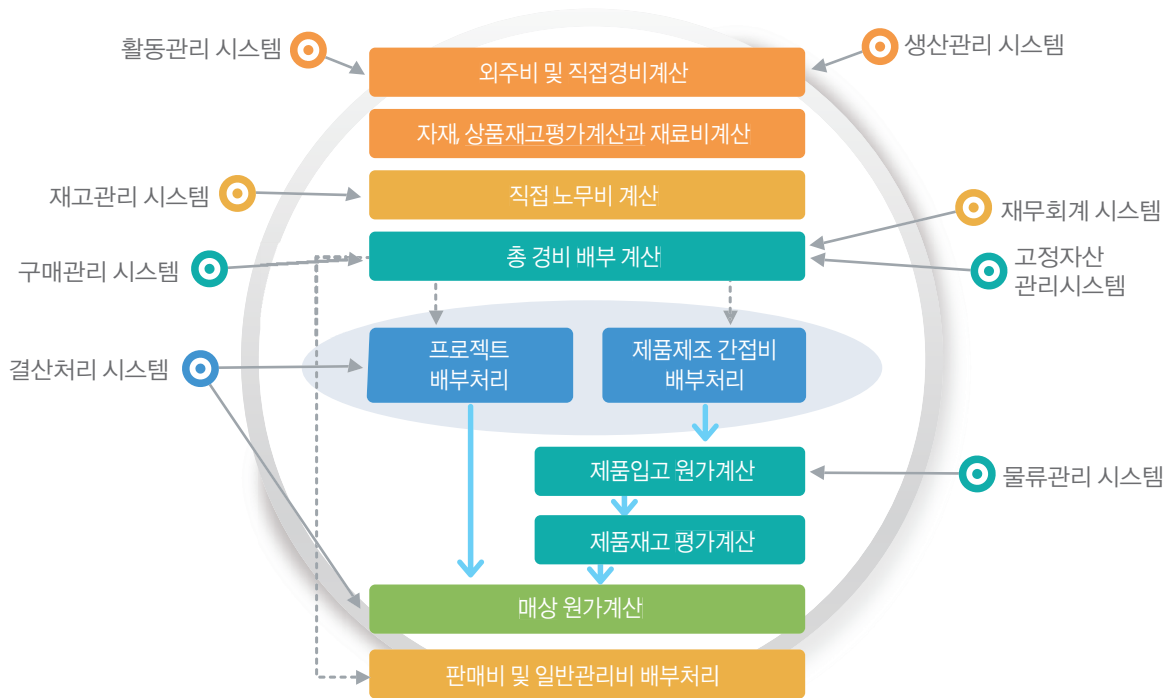 활동관리 시스템
생산관리 시스템
외주비 및 직접경비계산
자재, 상품재고평가계산과 재료비계산
재고관리 시스템
직접 노무비 계산
재무회계 시스템
구매관리 시스템
총 경비 배부 계산
고정자산
관리시스템
결산처리 시스템
프로젝트
배부처리
제품제조 간접비
배부처리
제품입고 원가계산
물류관리 시스템
제품재고 평가계산
매상 원가계산
판매비 및 일반관리비 배부처리